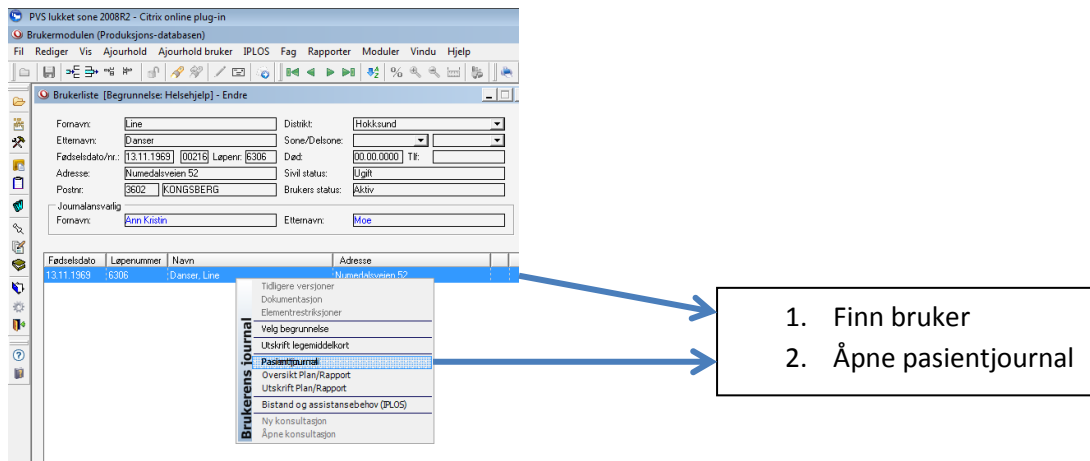 PVS lukket sone 2008R2 - Citrix online plug-in
Brukermodulen (Produksjons-databasen)
Fil Rediger Vis Ajourhold Ajourhold bruker IPLOS Fag Rapporter Moduler Vindu Hjelp
Brukerliste [Begrunnelse: Helsehjelp] - Endre
Fornavn: Line Distrikt: Hokksund
Etternavn: Danser Sone/Delsone:
Fødselsdato/nr.: 13.11.1969 00216 Løpenr: 6306 Død: 00.00.0000 Tlf:
Adresse: Numedalsveien 52 Sivil status: Ugift
Postnr: 3602 KONGSBERG Brukers status: Aktiv
Journalansvarlig
Fornavn: Ann Kristin Etternavn: Moe
Fødselsdato Løpenummer Navn Adresse
13.11.1969 6306 Danser, Line Numedalsveien 52
Brukerens journal
Tidligere versjoner
Dokumentasjon
Elementrestriksjoner
Velg begrunnelse
Utskrift legemiddelkort
Pasientjournal
Oversikt Plan/Rapport
Utskrift Plan/Rapport
Bistand og assistansebehov (IPLOS)
Ny konsultasjon
Åpne konsultasjon
1. Finn bruker
2. Åpne pasientjournal